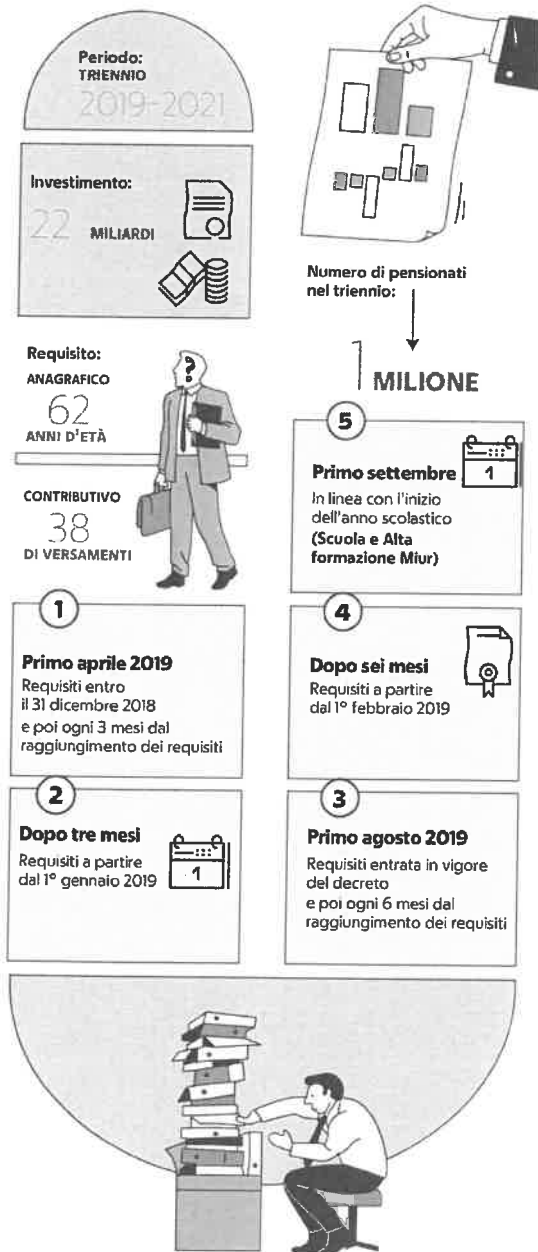 Periodo:
TRIENNIO
2019-2021
Investimento:
22 MILIARDI
Numero di pensionati
nel triennio:
1 MILIONE
Requisito:
ANAGRAFICO
62
ANNI D'ETÀ
CONTRIBUTIVO
38
DI VERSAMENTI
?
1
Primo aprile 2019
Requisiti entro
il 31 dicembre 2018
e poi ogni 3 mesi dal
raggiungimento dei requisiti
2
Dopo tre mesi
Requisiti a partire
dal 1° gennaio 2019
1
3
Primo agosto 2019
Requisiti entrata in vigore
del decreto
e poi ogni 6 mesi dal
raggiungimento dei requisiti
4
Dopo sei mesi
Requisiti a partire
dal 1° febbraio 2019
5
Primo settembre
1
In linea con l'inizio
dell'anno scolastico
(Scuola e Alta
formazione Miur)